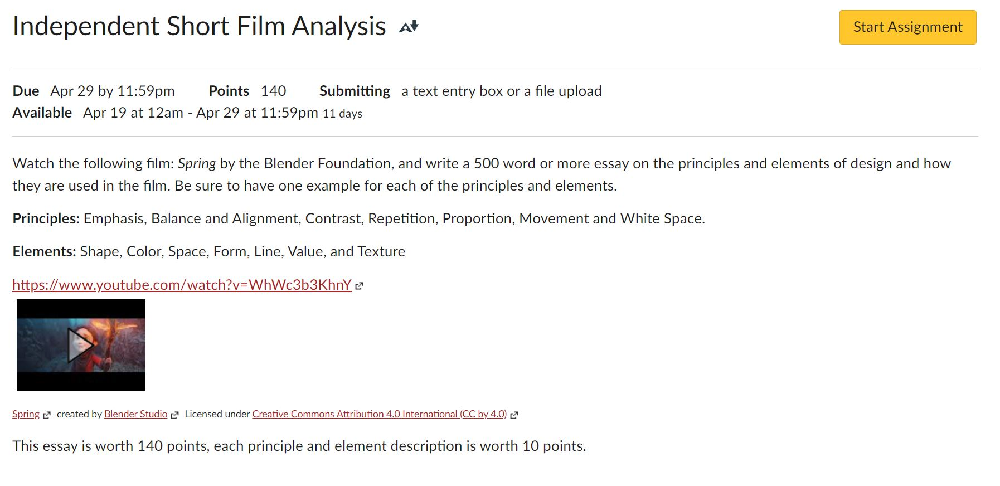 Independent Short Film Analysis
Start Assignment
Due Apr 29 by 11:59pm Points 140 Submitting a text entry box or a file upload
Available Apr 19 at 12am - Apr 29 at 11:59pm 11 days
Watch the following film: Spring by the Blender Foundation, and write a 500 word or more essay on the principles and elements of design and how
they are used in the film. Be sure to have one example for each of the principles and elements.
Principles: Emphasis, Balance and Alignment, Contrast, Repetition, Proportion, Movement and White Space.
Elements: Shape, Color, Space, Form, Line, Value, and Texture
https://www.youtube.com/watch?v=WhWc3b3KhnY
Spring created by Blender Studio Licensed under Creative Commons Attribution 4.0 International (CC by 4.0)
This essay is worth 140 points, each principle and element description is worth 10 points.